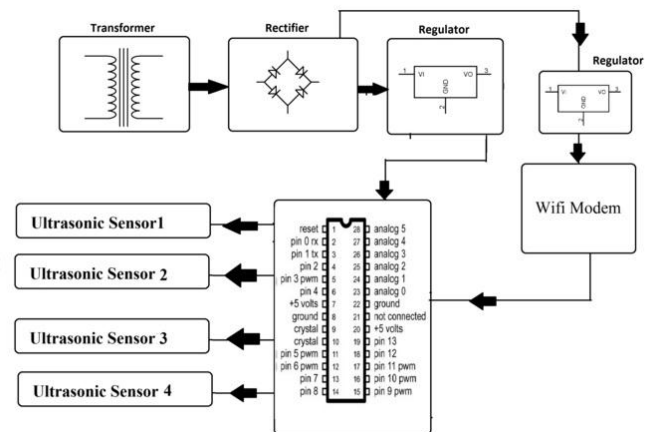 Transformer
Rectifier
Regulator
Regulator
1 VI VO 3
GND
2
1 VI VO 3
GND
2
Wifi Modem
Ultrasonic Sensor1
Ultrasonic Sensor 2
Ultrasonic Sensor 3
Ultrasonic Sensor 4
reset 1 28 analog 5
pin 0 rx 2 27 analog 4
pin 1 tx 3 26 analog 3
pin 2 4 25 analog 2
pin 3 pwm 5 24 analog 1
pin 4 6 23 analog 0
+5 volts 7 22 ground
ground 8 21 not connected
crystal 9 20 +5 volts
crystal 10 19 pin 13
pin 5 pwm 11 18 pin 12
pin 6 pwm 12 17 pin 11 pwm
pin 7 13 16 pin 10 pwm
pin 8 14 15 pin 9 pwm